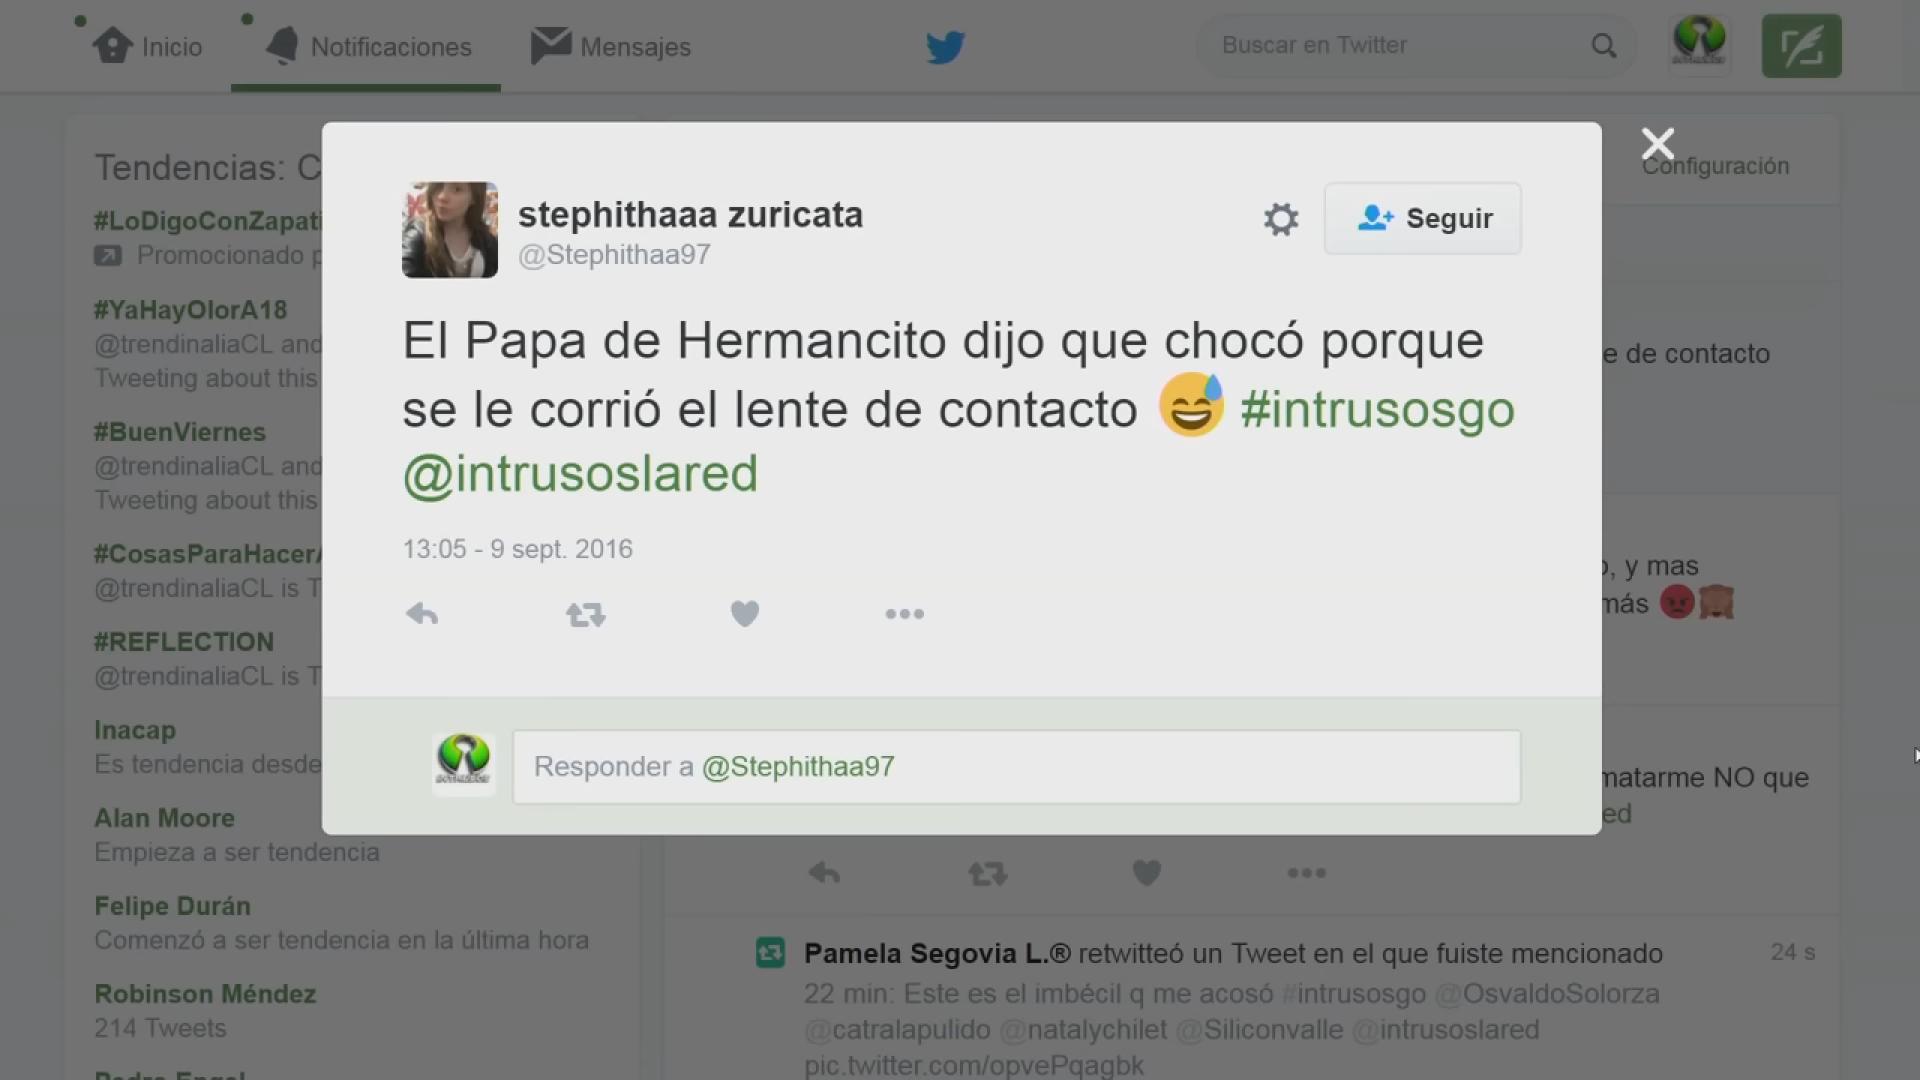 Inicio
Notificaciones
Mensajes
Buscar en Twitter
Tendencias: C
#LoDigoConZapati
Promocionado p
#YaHayOlorA18
@trendinaliaCL and
Tweeting about this
#BuenViernes
@trendinaliaCL and
Tweeting about this
#CosasParaHacerA
@trendinaliaCL is T
#REFLECTION
@trendinaliaCL is T
Inacap
Es tendencia desde
Alan Moore
Empieza a ser tendencia
Felipe Durán
Comenzó a ser tendencia en la última hora
Robinson Méndez
214 Tweets
stephithaaa zuricata
@Stephithaa97
Seguir
El Papa de Hermancito dijo que chocó porque
se le corrió el lente de contacto 😅 #intrusosgo
@intrusoslared
13:05 - 9 sept. 2016
Responder a @Stephithaa97
Configuración
e de contacto
o, y mas
más 😡🙈
matarme NO que
ed
Pamela Segovia L.® retwitteó un Tweet en el que fuiste mencionado
24 s
22 min: Este es el imbécil q me acosó #intrusosgo @OsvaldoSolorza
@catralapulido @natalychilet @Siliconvalle @intrusoslared
pic.twitter.com/opvePqagbk